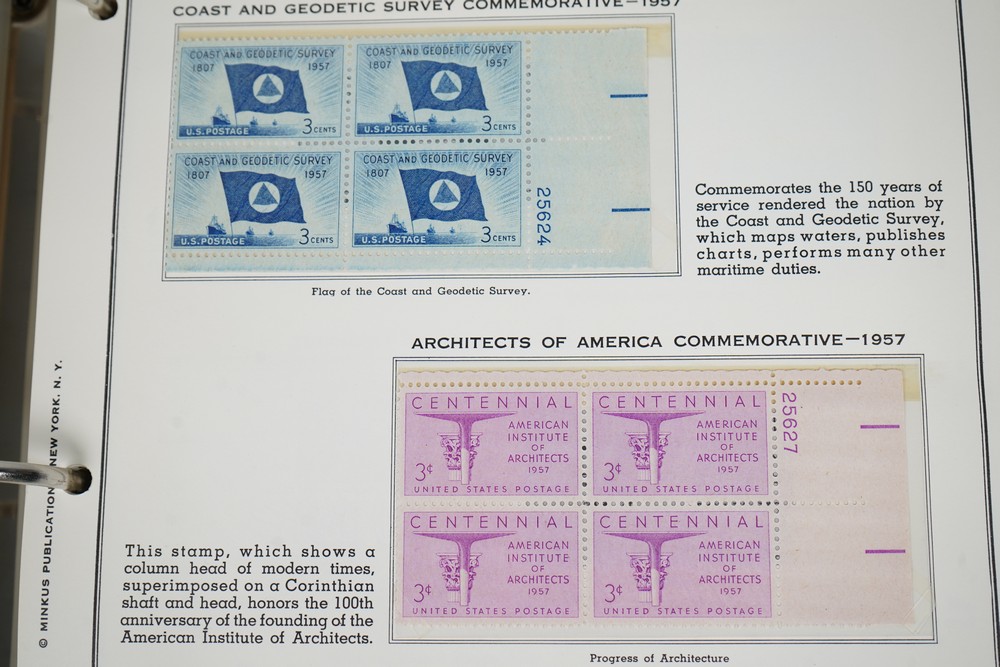 COAST AND GEODETIC SURVEY COMMEMORATIVE—1957
COAST AND GEODETIC SURVEY
1807 1957
U.S. POSTAGE 3 CENTS
COAST AND GEODETIC SURVEY
1807 1957
U.S. POSTAGE 3 CENTS
COAST AND GEODETIC SURVEY
1807 1957
U.S. POSTAGE 3 CENTS
COAST AND GEODETIC SURVEY
1807 1957
U.S. POSTAGE 3 CENTS
25624
Flag of the Coast and Geodetic Survey.
Commemorates the 150 years of
service rendered the nation by
the Coast and Geodetic Survey,
which maps waters, publishes
charts, performs many other
maritime duties.
ARCHITECTS OF AMERICA COMMEMORATIVE—1957
CENTENNIAL
AMERICAN
INSTITUTE
OF
ARCHITECTS
1957
3¢
UNITED STATES POSTAGE
CENTENNIAL
AMERICAN
INSTITUTE
OF
ARCHITECTS
1957
3¢
UNITED STATES POSTAGE
25627
CENTENNIAL
AMERICAN
INSTITUTE
OF
ARCHITECTS
1957
3¢
UNITED STATES POSTAGE
CENTENNIAL
AMERICAN
INSTITUTE
OF
ARCHITECTS
1957
3¢
UNITED STATES POSTAGE
Progress of Architecture
This stamp, which shows a
column head of modern times,
superimposed on a Corinthian
shaft and head, honors the 100th
anniversary of the founding of the
American Institute of Architects.
© MINKUS PUBLICATION NEW YORK. N. Y.